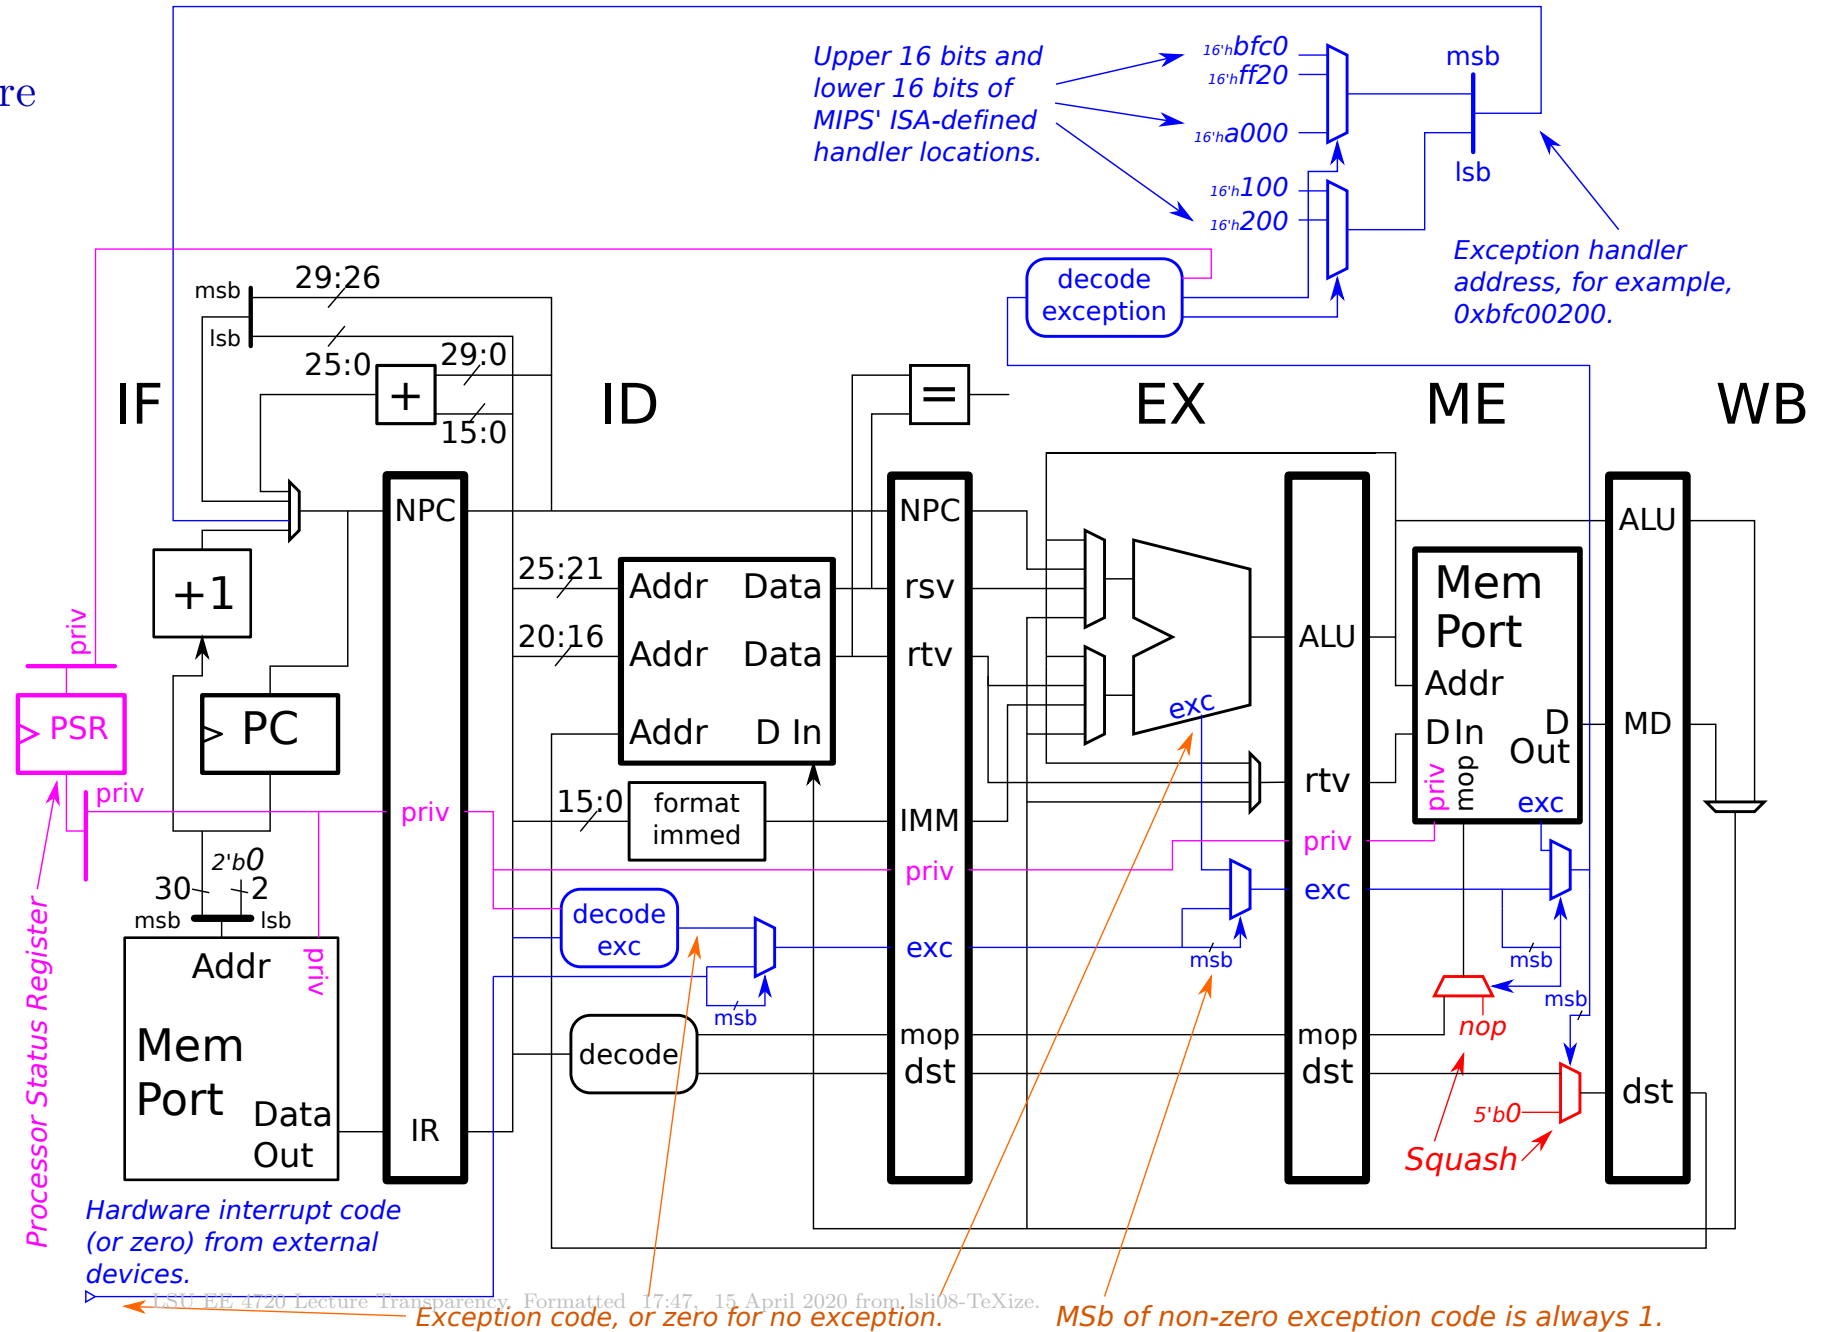 re
Upper 16 bits and
lower 16 bits of
MIPS' ISA-defined
handler locations.
16'hbfc0
16'hff20
16'ha000
16'h100
16'h200
msb
lsb
Exception handler
address, for example,
0xbfc00200.
decode
exception
msb
lsb
29:26
25:0
29:0
15:0
+
=
IF
ID
EX
ME
WB
NPC
NPC
+1
priv
PSR
PC
priv
Processor Status Register
30
2'b0
2
msb
lsb
Addr
priv
Mem
Port
Data
Out
priv
IR
25:21
20:16
15:0
Addr
Data
Addr
Data
Addr
D In
format
immed
decode
exc
msb
decode
rsv
rtv
IMM
priv
exc
mop
dst
exc
msb
ALU
rtv
priv
exc
mop
dst
Mem
Port
Addr
D In
D
Out
priv
mop
exc
msb
msb
nop
5'b0
Squash
ALU
MD
dst
Hardware interrupt code
(or zero) from external
devices.
LSU EE 4720 Lecture Transparency. Formatted 17:47, 15 April 2020 from lsli08-TeXize.
Exception code, or zero for no exception.
MSb of non-zero exception code is always 1.